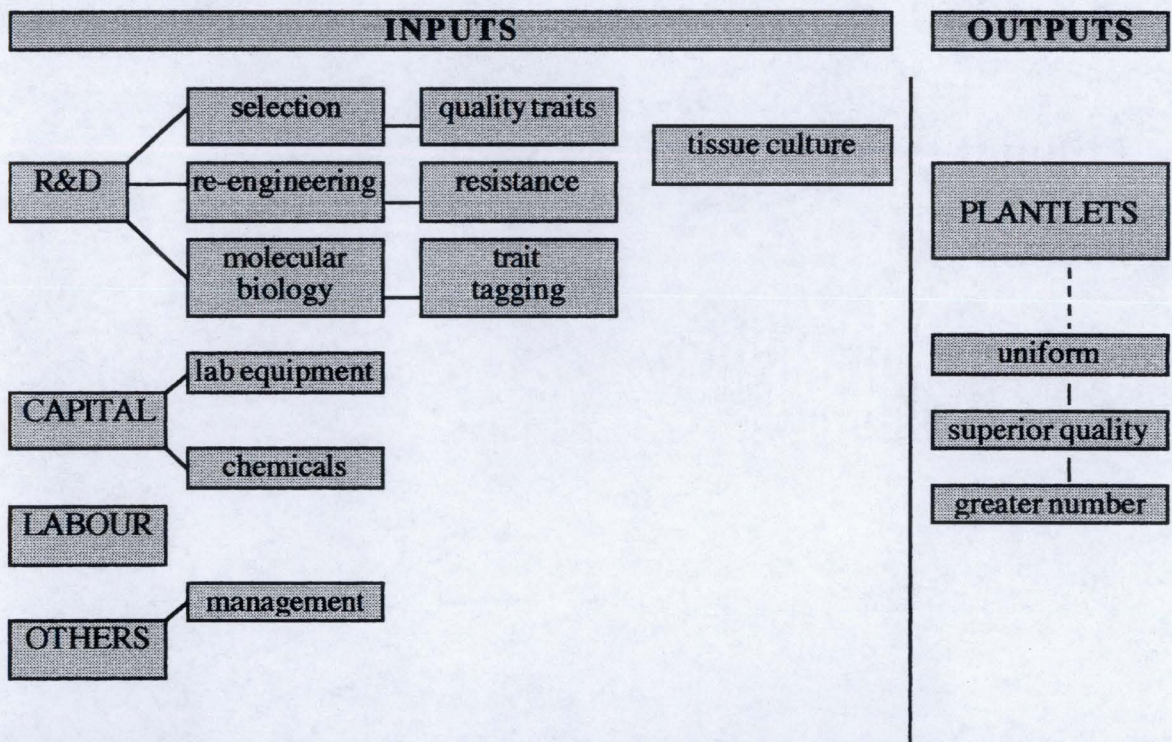 INPUTS
OUTPUTS
selection
quality traits
tissue culture
R&D
re-engineering
resistance
PLANTLETS
molecular
biology
trait
tagging
lab equipment
uniform
CAPITAL
superior quality
chemicals
greater number
LABOUR
management
OTHERS